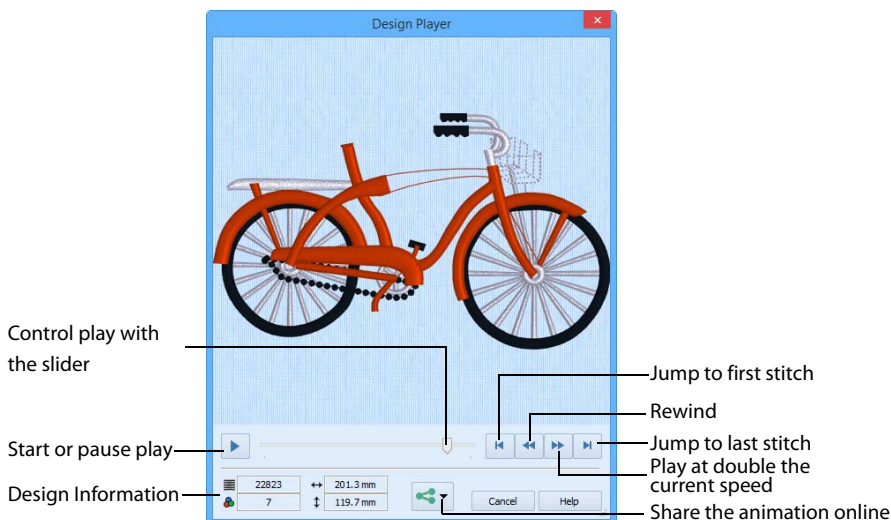 Design Player
Control play with
the slider
Jump to first stitch
Rewind
Start or pause play
Jump to last stitch
Play at double the
current speed
Design Information
22823
201.3 mm
7
119.7 mm
Cancel
Help
Share the animation online